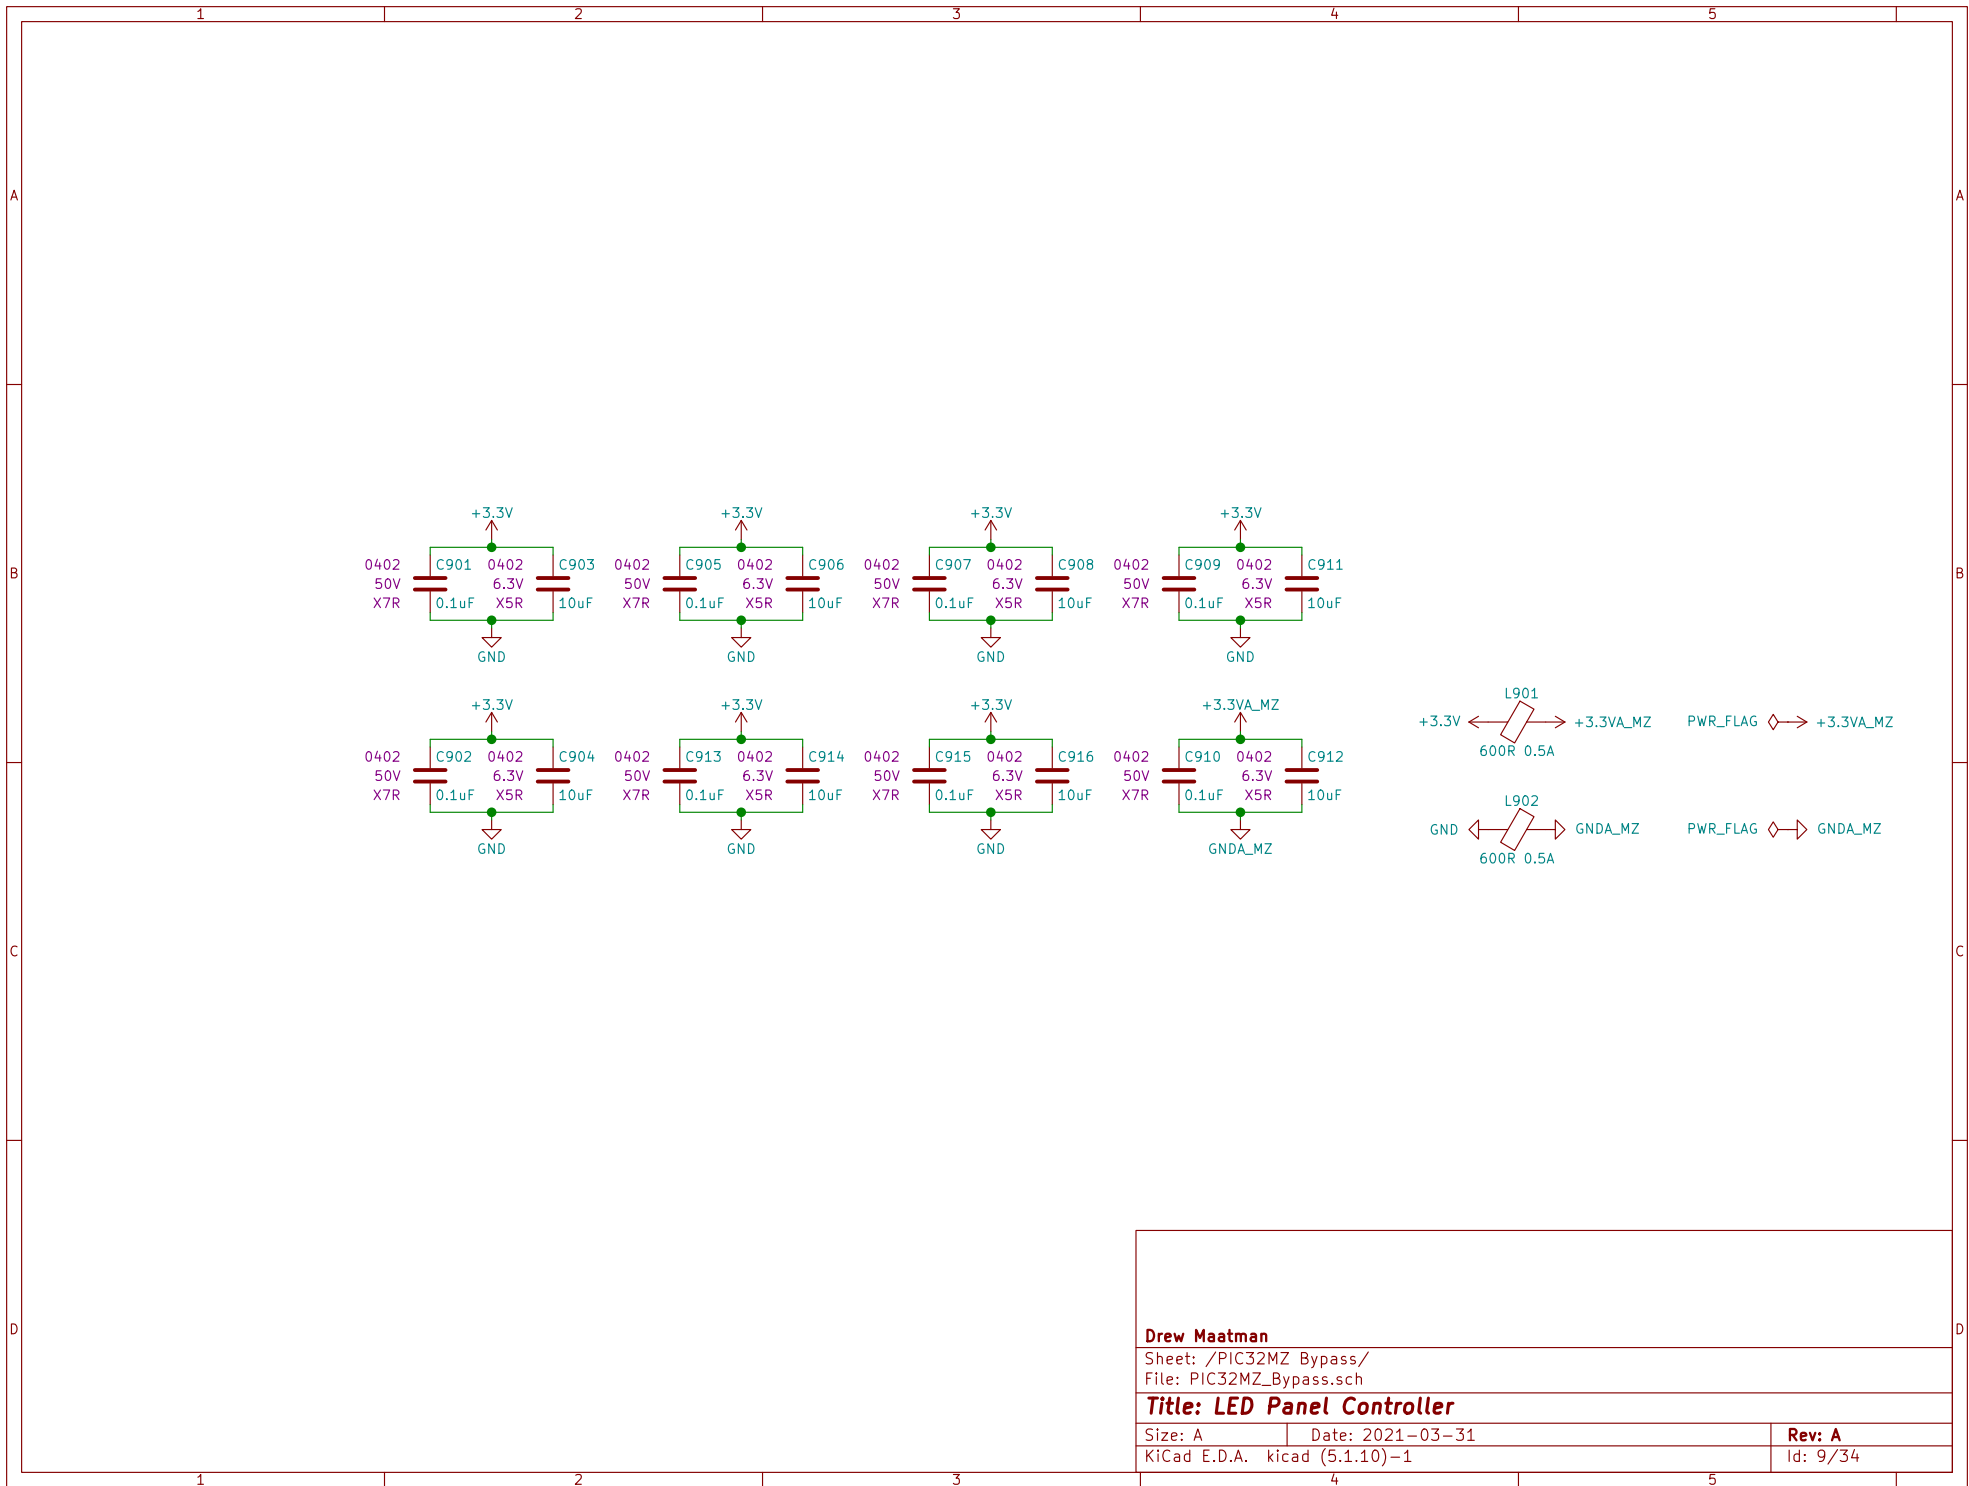 1 2 3 4 5
A A
+3.3V +3.3V +3.3V +3.3V
0402 C901 0402 C903 0402 C905 0402 C906 0402 C907 0402 C908 0402 C909 0402 C911
B 50V 6.3V 50V 6.3V 50V 6.3V 50V 6.3V B
X7R 0.1uF X5R 10uF X7R 0.1uF X5R 10uF X7R 0.1uF X5R 10uF X7R 0.1uF X5R 10uF
GND GND GND GND
L901
+3.3V +3.3V +3.3V +3.3VA_MZ
+3.3V +3.3VA_MZ PWR_FLAG +3.3VA_MZ
600R 0.5A
0402 C902 0402 C904 0402 C913 0402 C914 0402 C915 0402 C916 0402 C910 0402 C912
50V 6.3V 50V 6.3V 50V 6.3V 50V 6.3V
X7R 0.1uF X5R 10uF X7R 0.1uF X5R 10uF X7R 0.1uF X5R 10uF X7R 0.1uF X5R 10uF
L902
GND GNDA_MZ PWR_FLAG GNDA_MZ
GND GND GND GNDA_MZ
600R 0.5A
C C
D D
Drew Maatman
Sheet: /PIC32MZ Bypass/
File: PIC32MZ_Bypass.sch
Title: LED Panel Controller
Size: A Date: 2021-03-31 Rev: A
KiCad E.D.A. kicad (5.1.10)-1 Id: 9/34
1 2 3 4 5